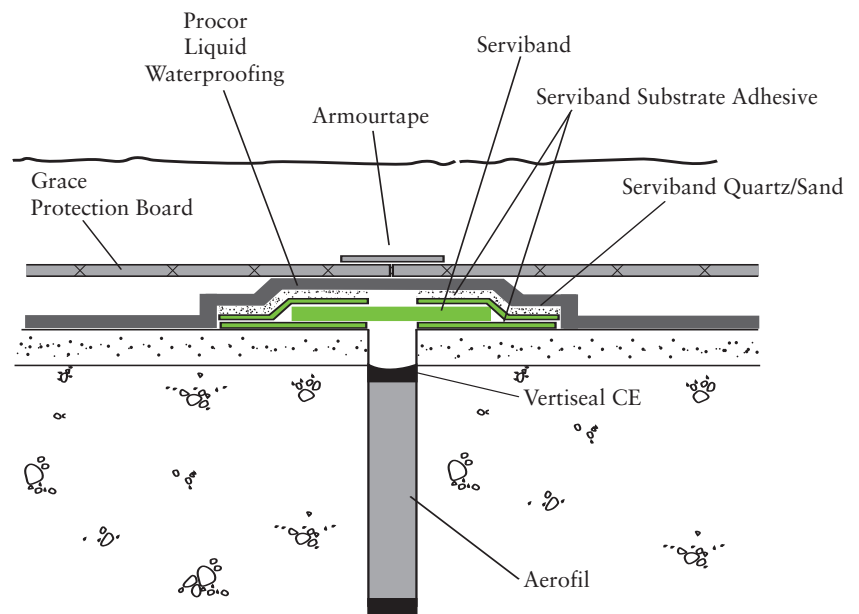 Procor
Liquid
Waterproofing
Serviband
Serviband Substrate Adhesive
Armourtape
Grace
Protection Board
Serviband Quartz/Sand
Vertiseal CE
Aerofil